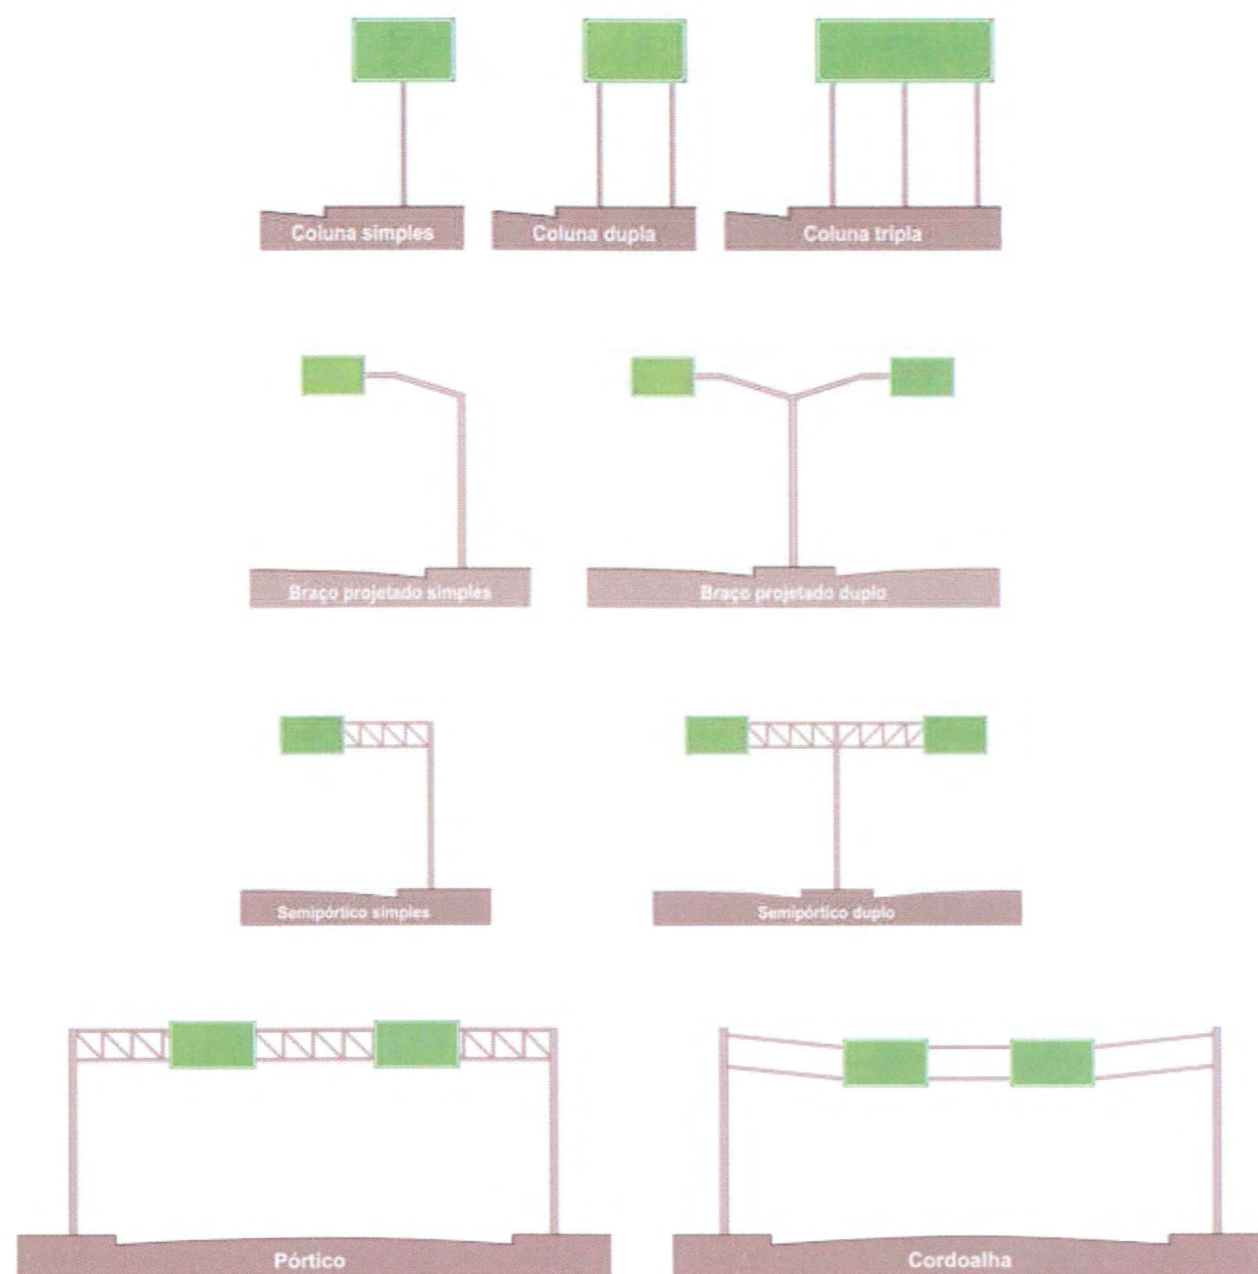 Coluna simples
Coluna dupla
Coluna tripla
Braço projetado simples
Braço projetado duplo
Semipórtico simples
Semipórtico duplo
Pórtico
Cordoalha